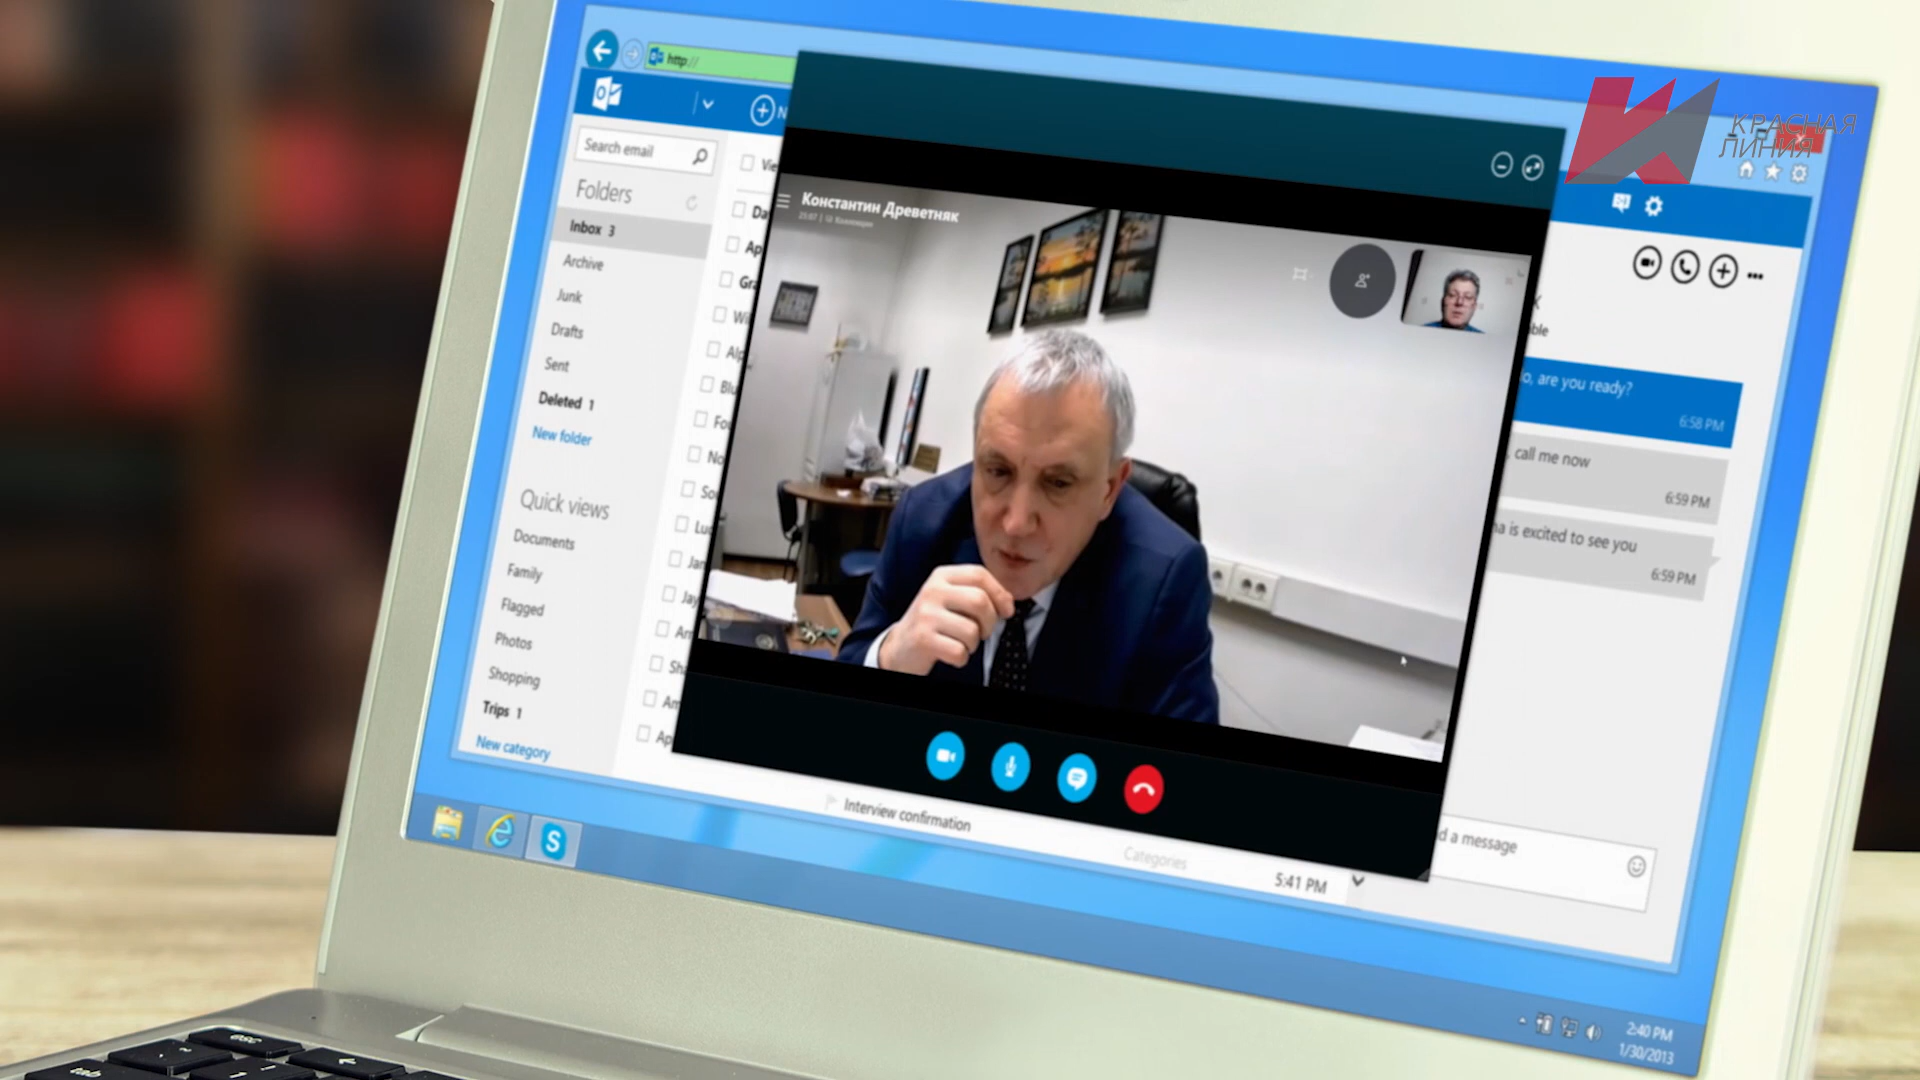 КРАСНАЯ
ЛИНИЯ
http://
Search email
Folders
Inbox 3
Archive
Junk
Drafts
Sent
Deleted 1
New folder
Quick views
Documents
Family
Flagged
Photos
Shopping
Trips 1
New category
Константин Древетняк
are you ready?
6:58 PM
call me now
6:59 PM
is excited to see you
6:59 PM
a message
Interview confirmation
Categories
5:41 PM
2:40 PM
1/30/2013
esc
tab